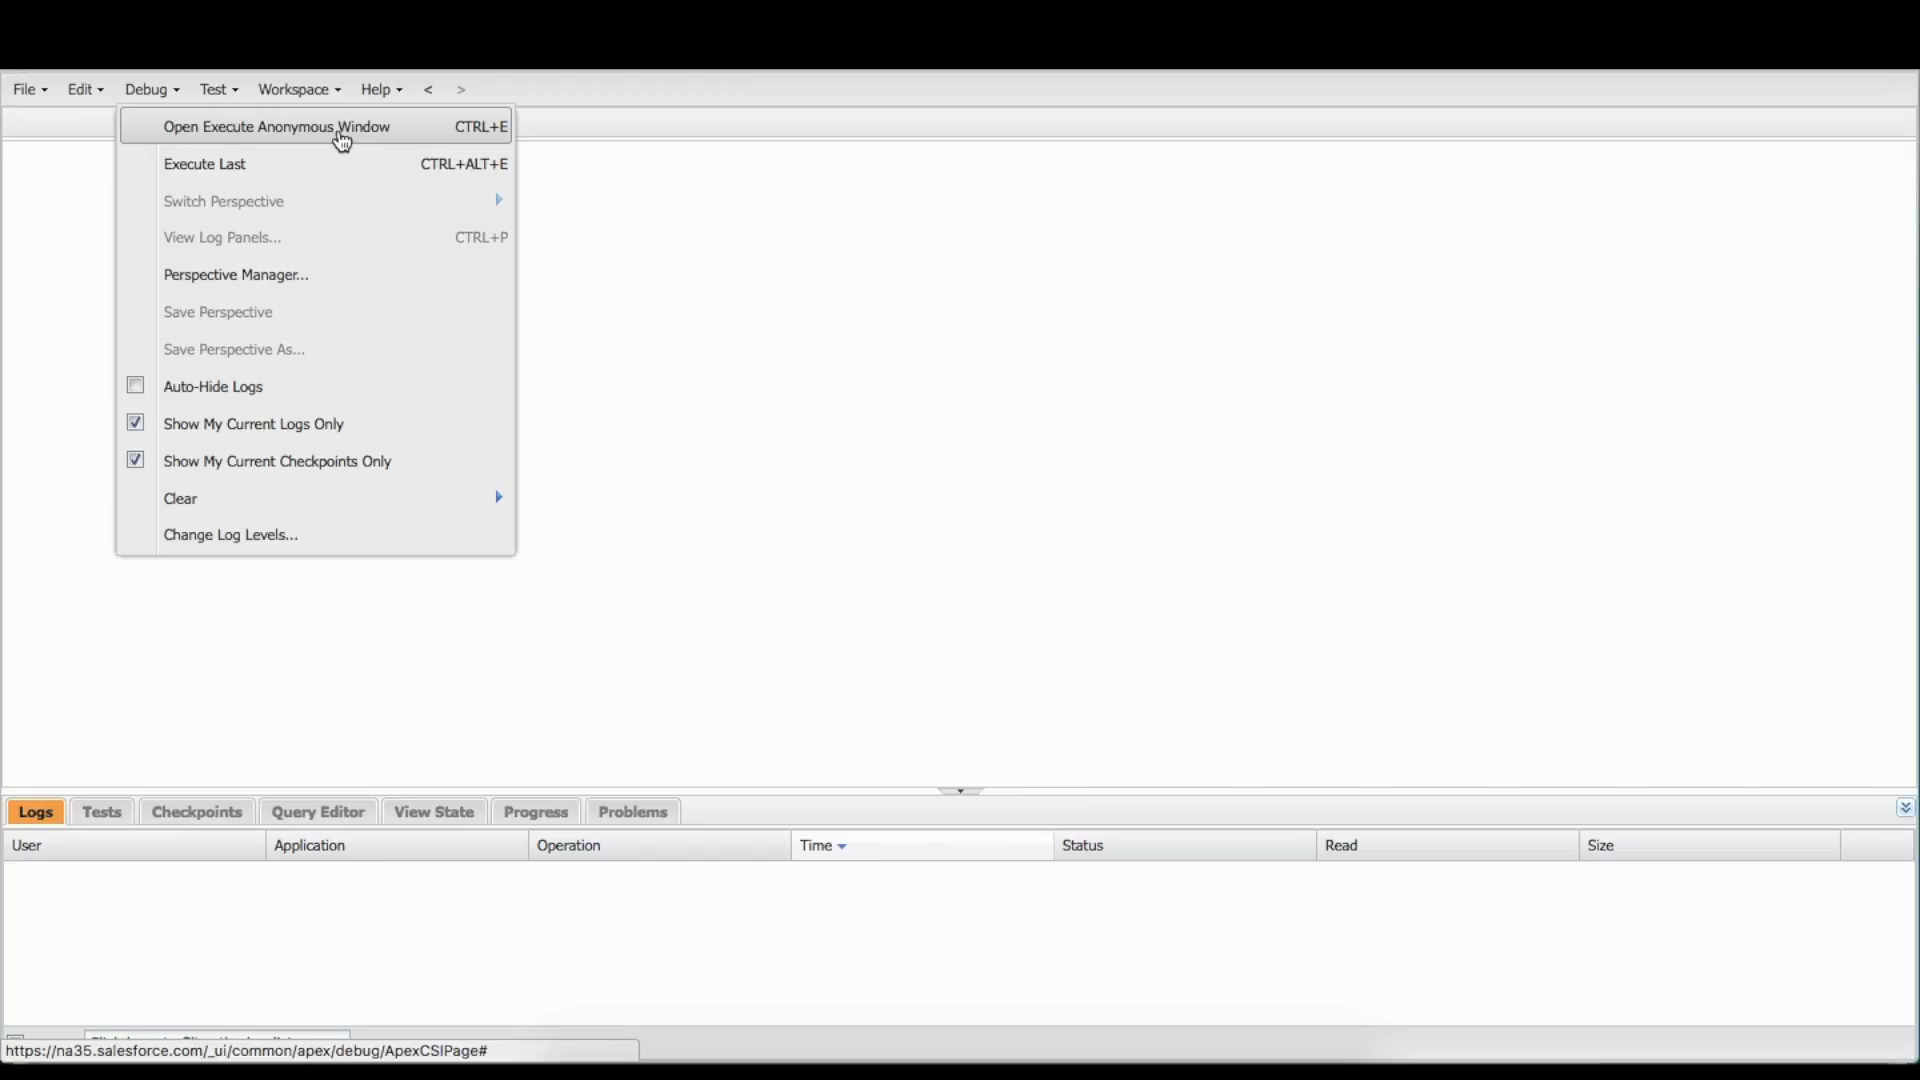 File Edit Debug Test Workspace Help < >
Open Execute Anonymous Window CTRL+E
Execute Last CTRL+ALT+E
Switch Perspective
View Log Panels... CTRL+P
Perspective Manager...
Save Perspective
Save Perspective As...
Auto-Hide Logs
Show My Current Logs Only
Show My Current Checkpoints Only
Clear
Change Log Levels...
Logs Tests Checkpoints Query Editor View State Progress Problems
User Application Operation Time Status Read Size
https://na35.salesforce.com/_ui/common/apex/debug/ApexCSIPage#